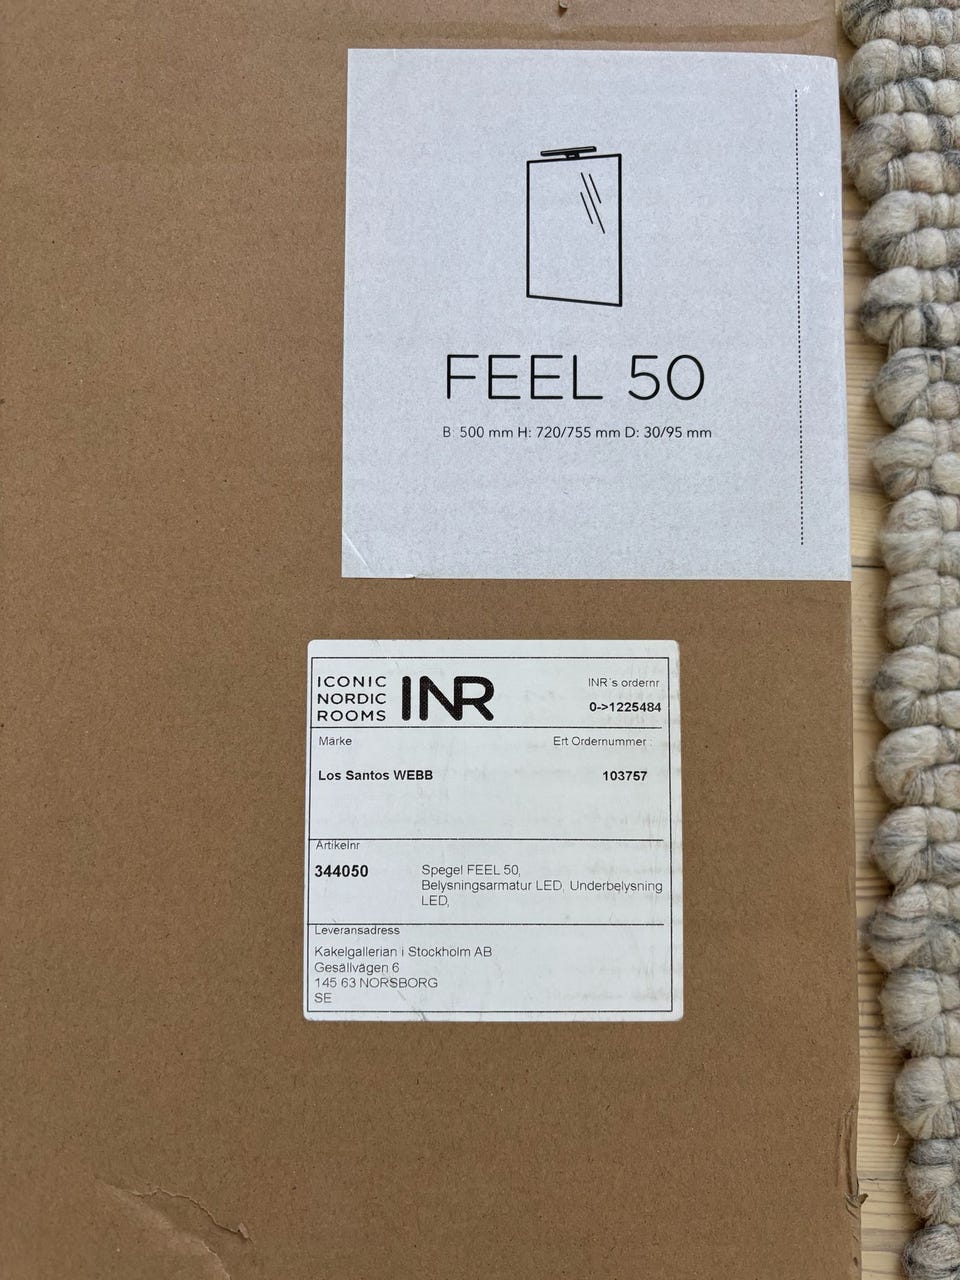 FEEL 50
B: 500 mm H: 720/755 mm D: 30/95 mm
ICONIC
NORDIC
ROOMS
INR
INR´s ordernr
0->1225484
Märke
Ert Ordernummer :
Los Santos WEBB
103757
Artikelnr
344050
Spegel FEEL 50,
Belysningsarmatur LED, Underbelysning
LED,
Leveransadress
Kakelgallerian i Stockholm AB
Gesällvägen 6
145 63 NORSBORG
SE